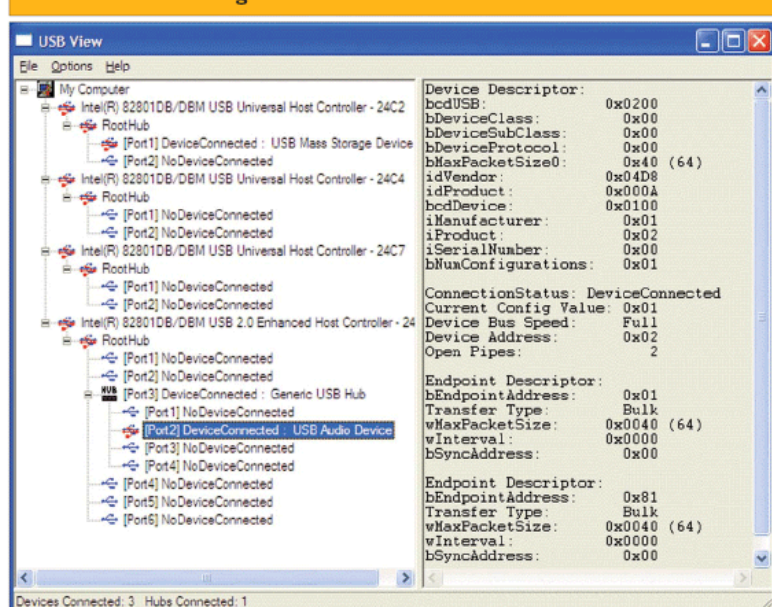 USB View
File Options Help
My Computer
Intel(R) 82801DB/DBM USB Universal Host Controller - 24C2
RootHub
[Port1] DeviceConnected : USB Mass Storage Device
[Port2] NoDeviceConnected
Intel(R) 82801DB/DBM USB Universal Host Controller - 24C4
RootHub
[Port1] NoDeviceConnected
[Port2] NoDeviceConnected
Intel(R) 82801DB/DBM USB Universal Host Controller - 24C7
RootHub
[Port1] NoDeviceConnected
[Port2] NoDeviceConnected
Intel(R) 82801DB/DBM USB 2.0 Enhanced Host Controller - 24
RootHub
[Port1] NoDeviceConnected
[Port2] NoDeviceConnected
HUB [Port3] DeviceConnected : Generic USB Hub
[Port1] NoDeviceConnected
[Port2] DeviceConnected : USB Audio Device
[Port3] NoDeviceConnected
[Port4] NoDeviceConnected
[Port4] NoDeviceConnected
[Port5] NoDeviceConnected
[Port6] NoDeviceConnected
Device Descriptor:
bcdUSB: 0x0200
bDeviceClass: 0x00
bDeviceSubClass: 0x00
bDeviceProtocol: 0x00
bMaxPacketSize0: 0x40 (64)
idVendor: 0x04D8
idProduct: 0x000A
bcdDevice: 0x0100
iManufacturer: 0x01
iProduct: 0x02
iSerialNumber: 0x00
bNumConfigurations: 0x01
ConnectionStatus: DeviceConnected
Current Config Value: 0x01
Device Bus Speed: Full
Device Address: 0x02
Open Pipes: 2
Endpoint Descriptor:
bEndpointAddress: 0x01
Transfer Type: Bulk
wMaxPacketSize: 0x0040 (64)
wInterval: 0x0000
bSyncAddress: 0x00
Endpoint Descriptor:
bEndpointAddress: 0x81
Transfer Type: Bulk
wMaxPacketSize: 0x0040 (64)
wInterval: 0x0000
bSyncAddress: 0x00
Devices Connected: 3 Hubs Connected: 1